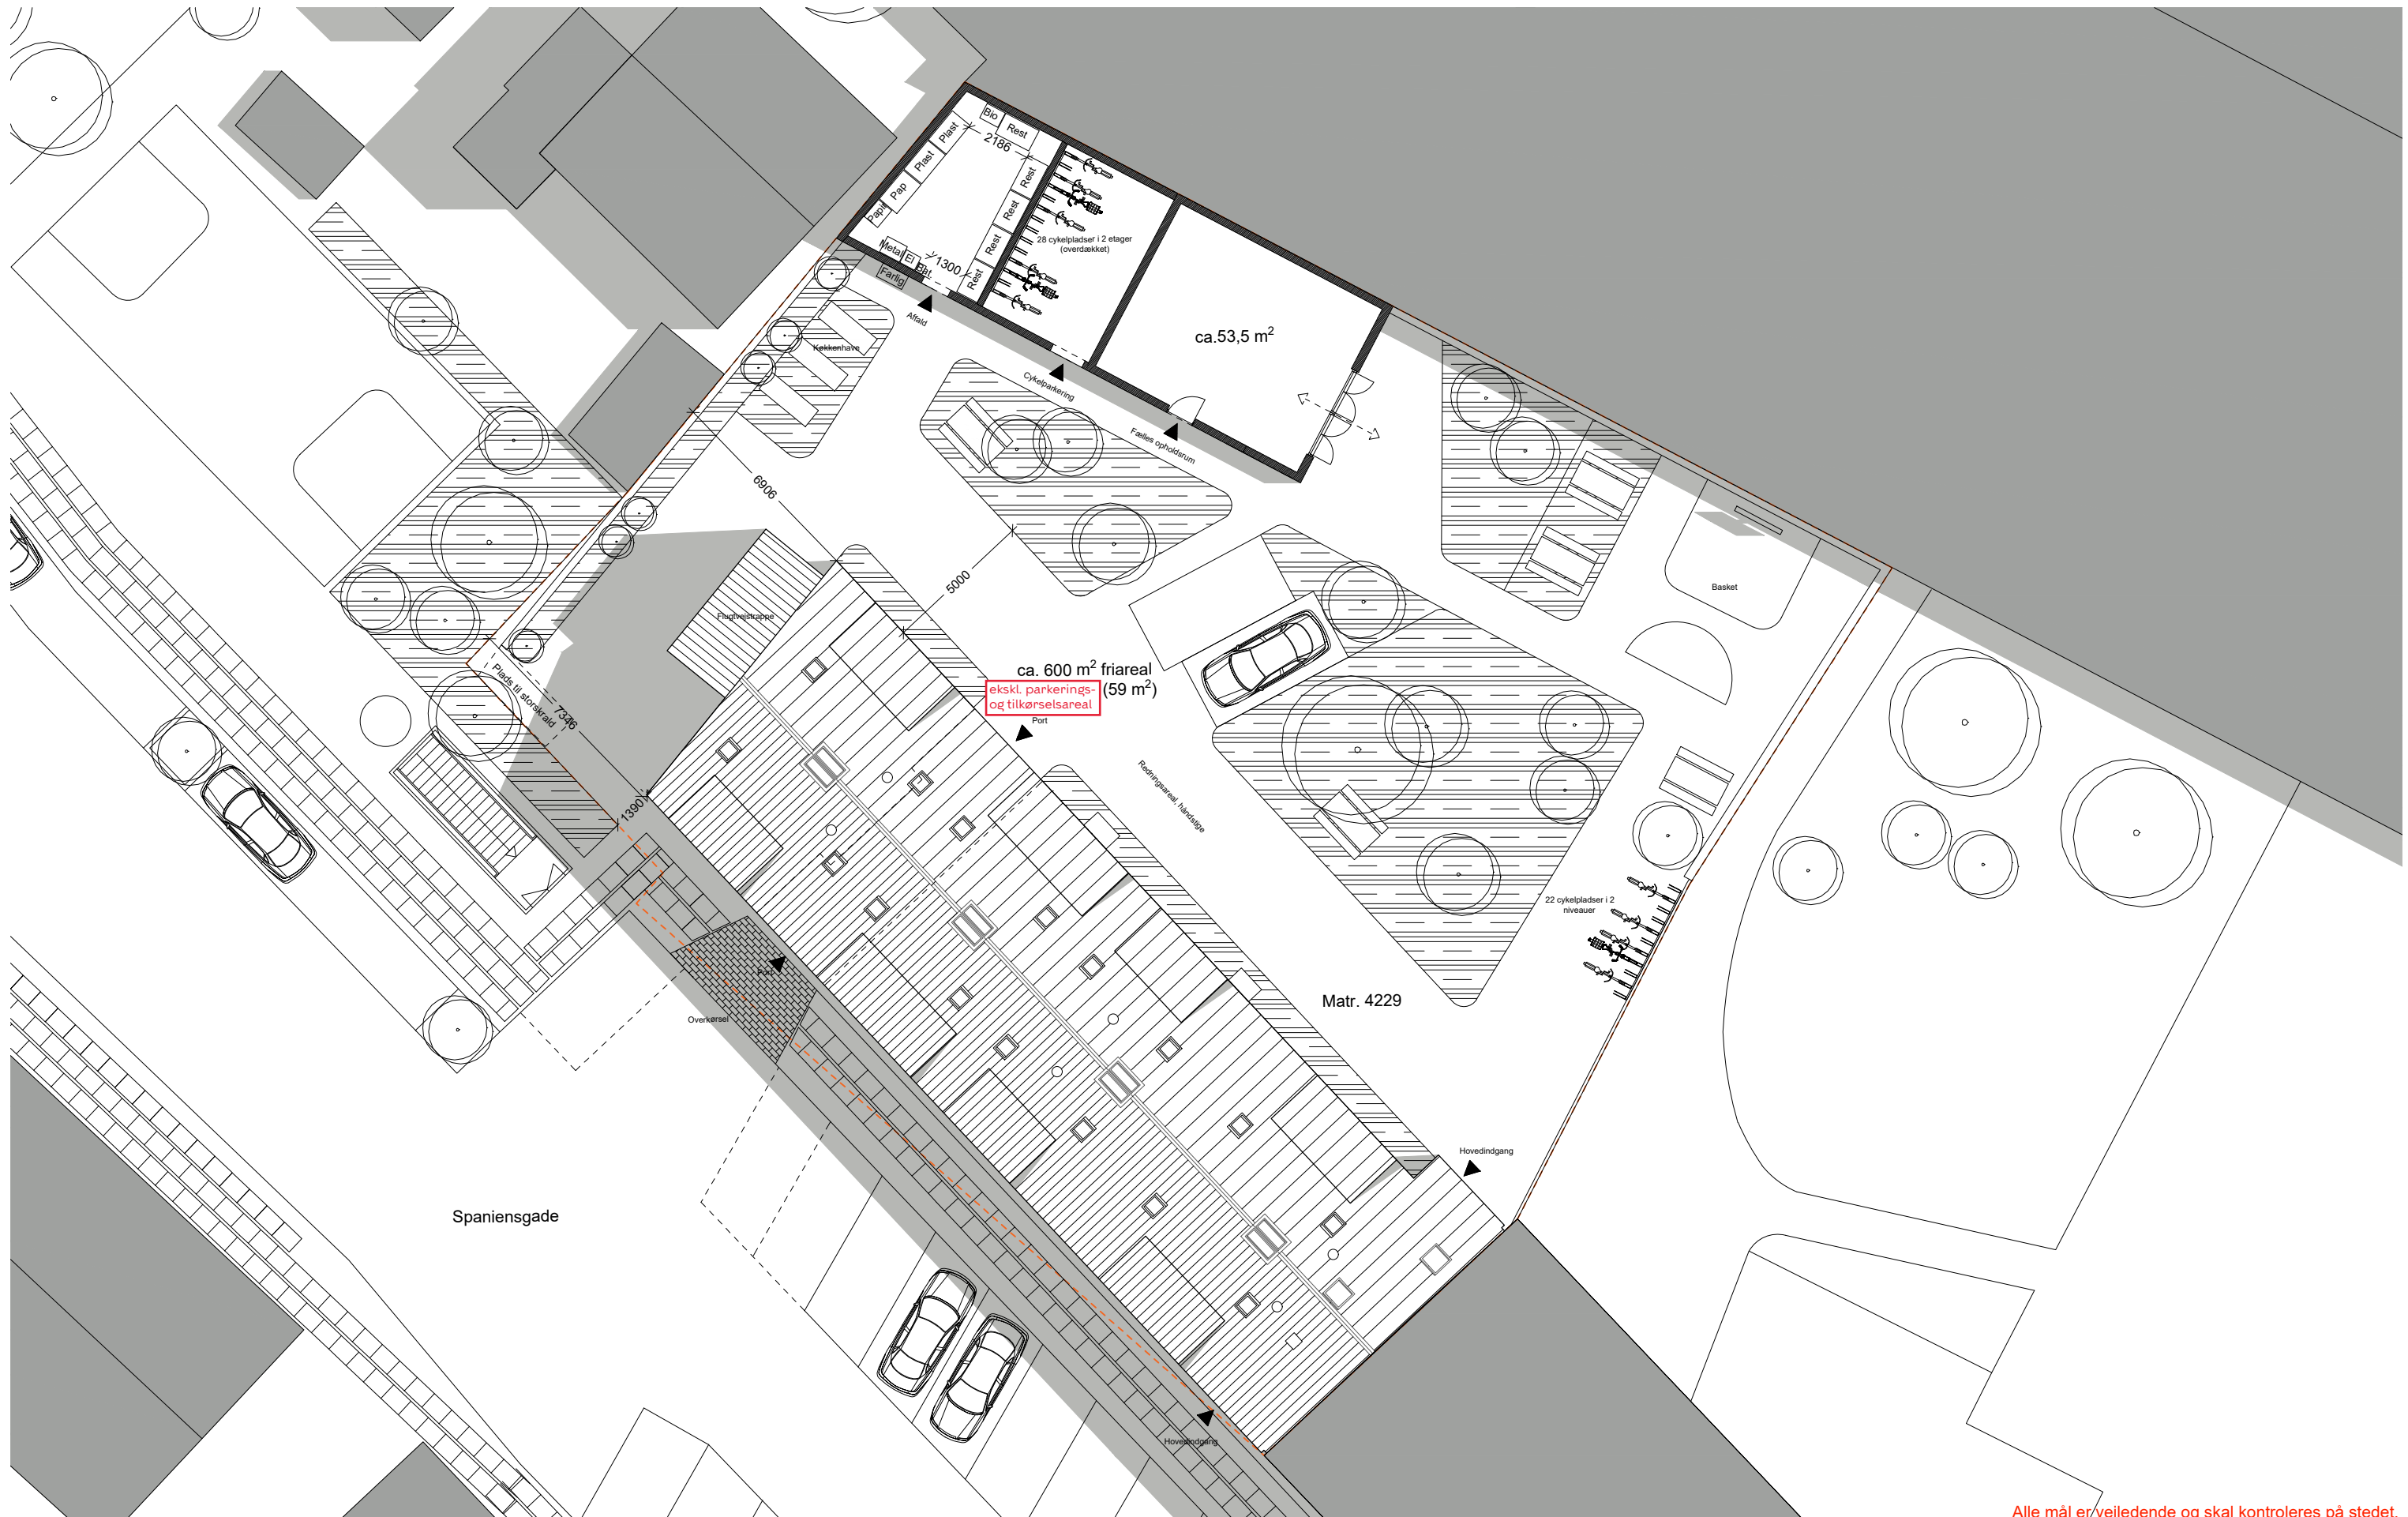 Bio
Rest
Plast
2186
Plast
Rest
Pap
Rest
Papir
Rest
28 cykelpladser i 2 etager
(overdækket)
Metal
El
Bat.
1300
Rest
Farlig
Affald
ca.53,5 m²
Køkkenhave
Cykelparkering
Fælles opholdsrum
6906
5000
Basket
Flugtvejstrappe
ca. 600 m² friareal
ekskl. parkerings- (59 m²)
og tilkørselsareal
Port
Plads til storskrald
7346
Redningsareal, håndstige
1390
22 cykelpladser i 2
niveauer
Port
Overkørsel
Matr. 4229
Hovedindgang
Spaniensgade
Hovedindgang
Alle mål er vejledende og skal kontroleres på stedet.